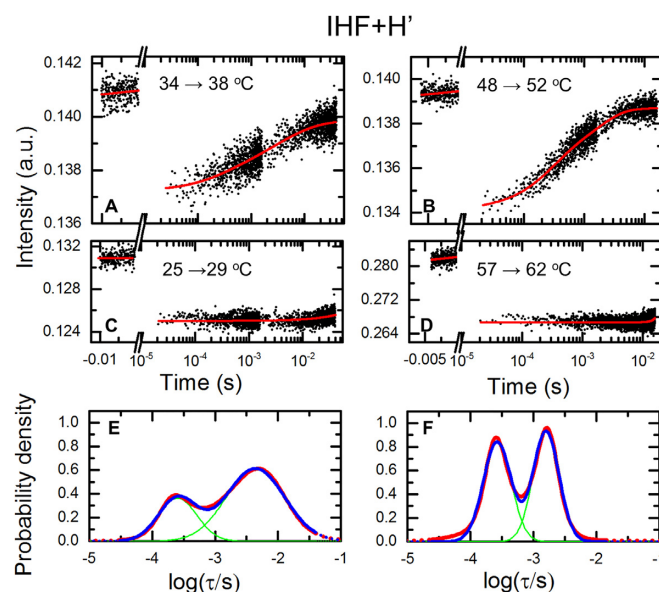 IHF+H’
Intensity (a.u.)
0.142
0.140
0.138
0.136
34 → 38 ºC
A
0.140
0.138
0.136
0.134
48 → 52 ºC
B
0.132
0.128
0.124
25 → 29 ºC
C
-0.01 10⁻⁵ 10⁻⁴ 10⁻³ 10⁻²
Time (s)
0.280
0.272
0.264
57 → 62 ºC
D
-0.005 10⁻⁵ 10⁻⁴ 10⁻³ 10⁻²
Time (s)
Probability density
1.0
0.8
0.6
0.4
0.2
0.0
E
-5 -4 -3 -2 -1
log(τ/s)
1.0
0.8
0.6
0.4
0.2
0.0
F
-5 -4 -3 -2 -1
log(τ/s)